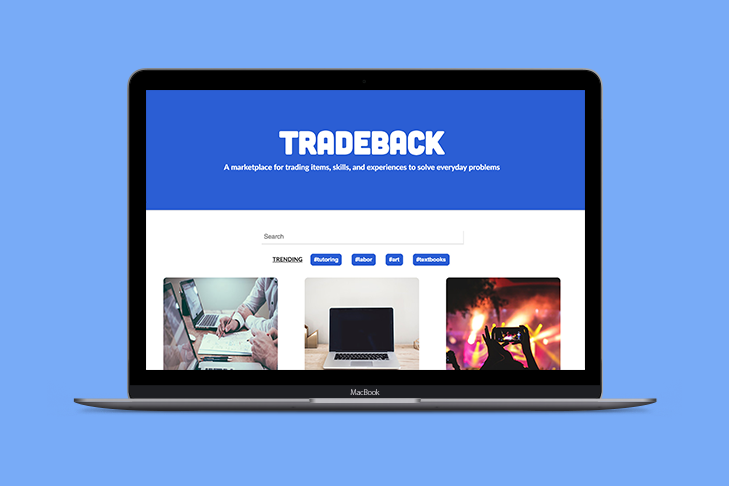 TRADEBACK
A marketplace for trading items, skills, and experiences to solve everyday problems
Search
TRENDING #tutoring #labor #art #textbooks
MacBook